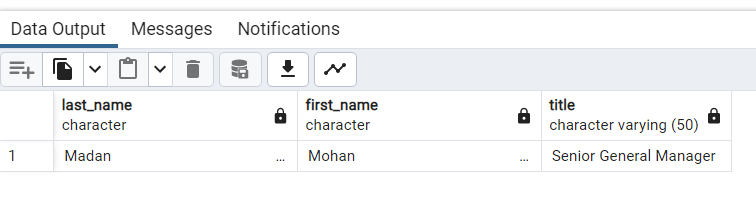 Data Output Messages Notifications
last_name first_name title
character character character varying (50)
1 Madan ... Mohan ... Senior General Manager